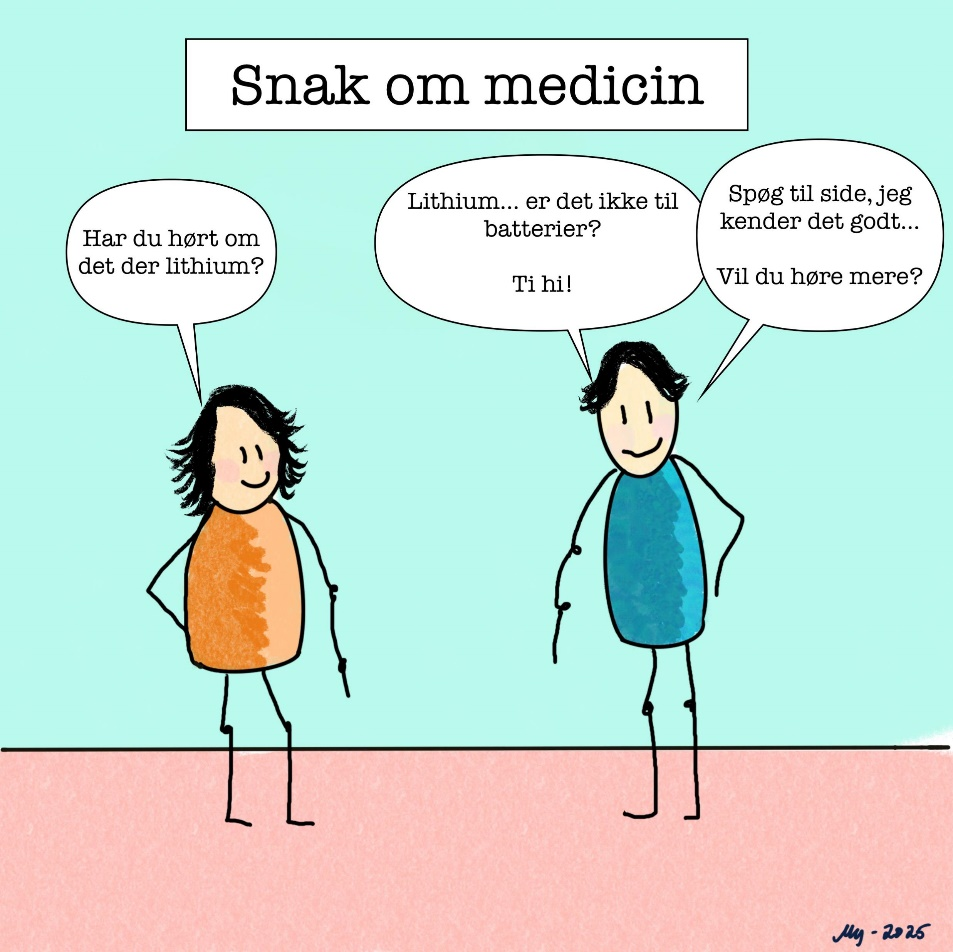 Snak om medicin
Har du hørt om
det der lithium?
Lithium... er det ikke til
batterier?
Ti hi!
Spøg til side, jeg
kender det godt...
Vil du høre mere?
My - 2025